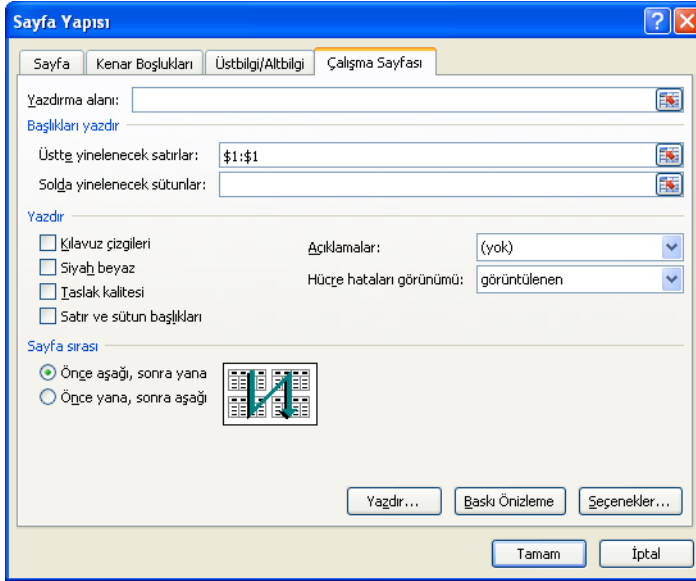 Sayfa Yapısı
Sayfa Kenar Boşlukları Üstbilgi/Altbilgi Çalışma Sayfası
Yazdırma alanı:
Başlıkları yazdır
Üstte yinelenecek satırlar: $1:$1
Solda yinelenecek sütunlar:
Yazdır
Kılavuz çizgileri Açıklamalar: (yok)
Siyah beyaz
Hücre hataları görünümü: görüntülenen
Taslak kalitesi
Satır ve sütun başlıkları
Sayfa sırası
Önce aşağı, sonra yana
Önce yana, sonra aşağı
Yazdır... Baskı Önizleme Seçenekler...
Tamam İptal